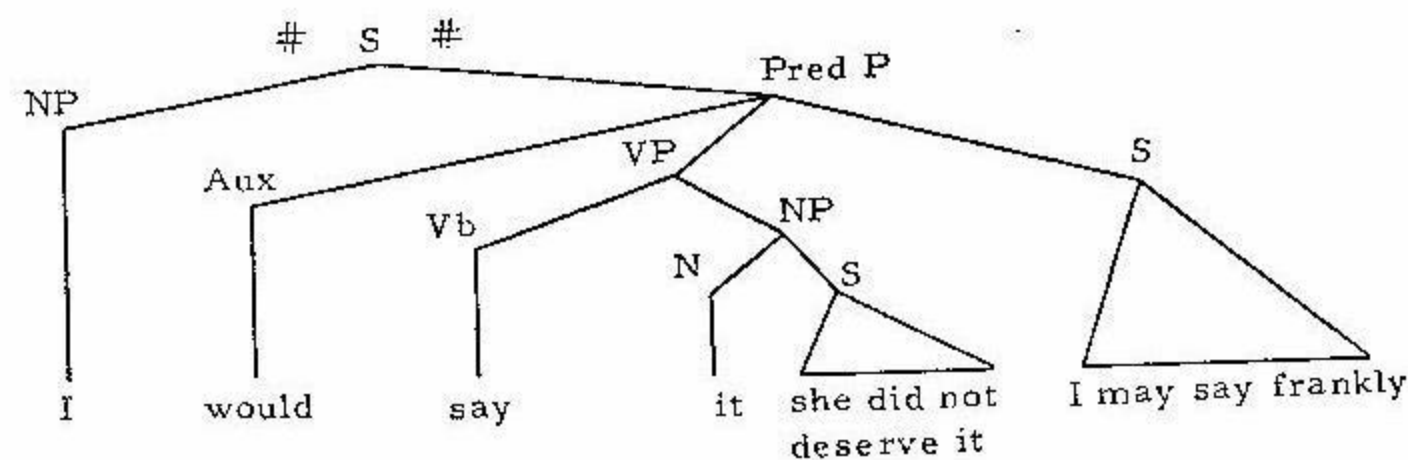 # S #
Pred P
NP
VP
S
Aux
NP
Vb
N
S
I would say it she did not I may say frankly
deserve it